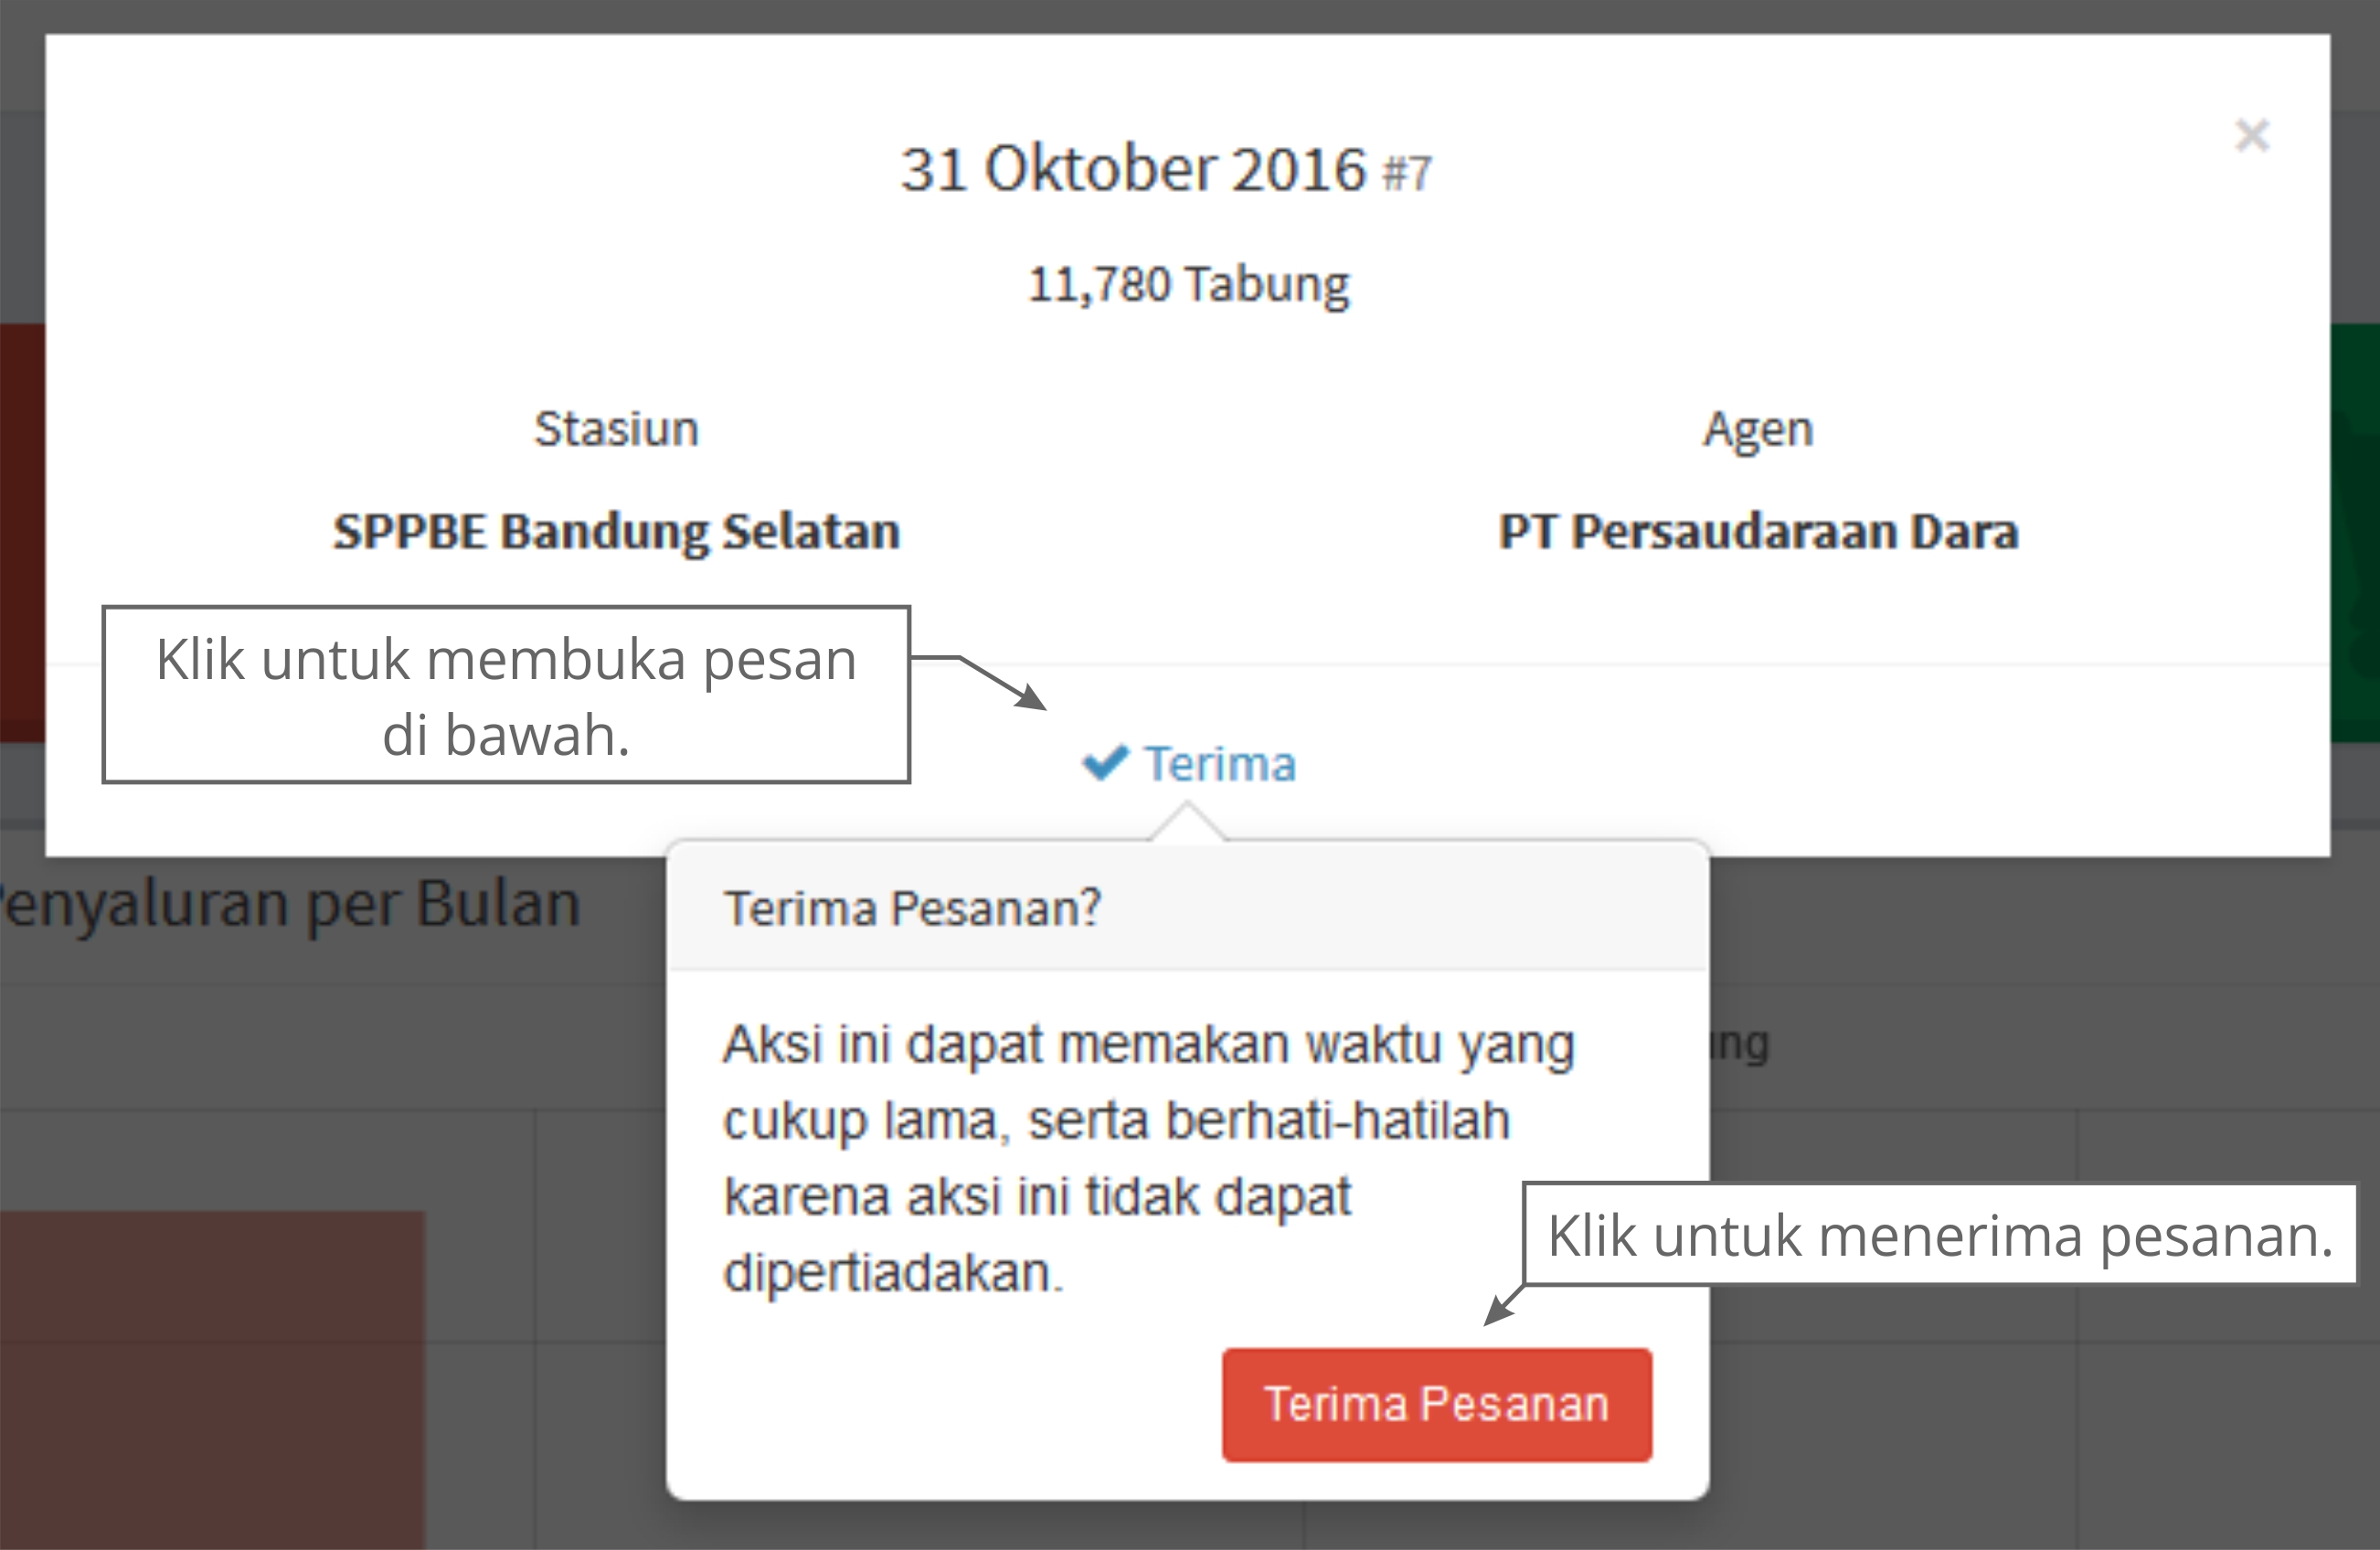 31 Oktober 2016 #7
11,780 Tabung
Stasiun
Agen
SPPBE Bandung Selatan
PT Persaudaraan Dara
Klik untuk membuka pesan
di bawah.
Terima
enyaluran per Bulan
Terima Pesanan?
Aksi ini dapat memakan waktu yang
cukup lama, serta berhati-hatilah
karena aksi ini tidak dapat
dipertiadakan.
ung
Klik untuk menerima pesanan.
Terima Pesanan